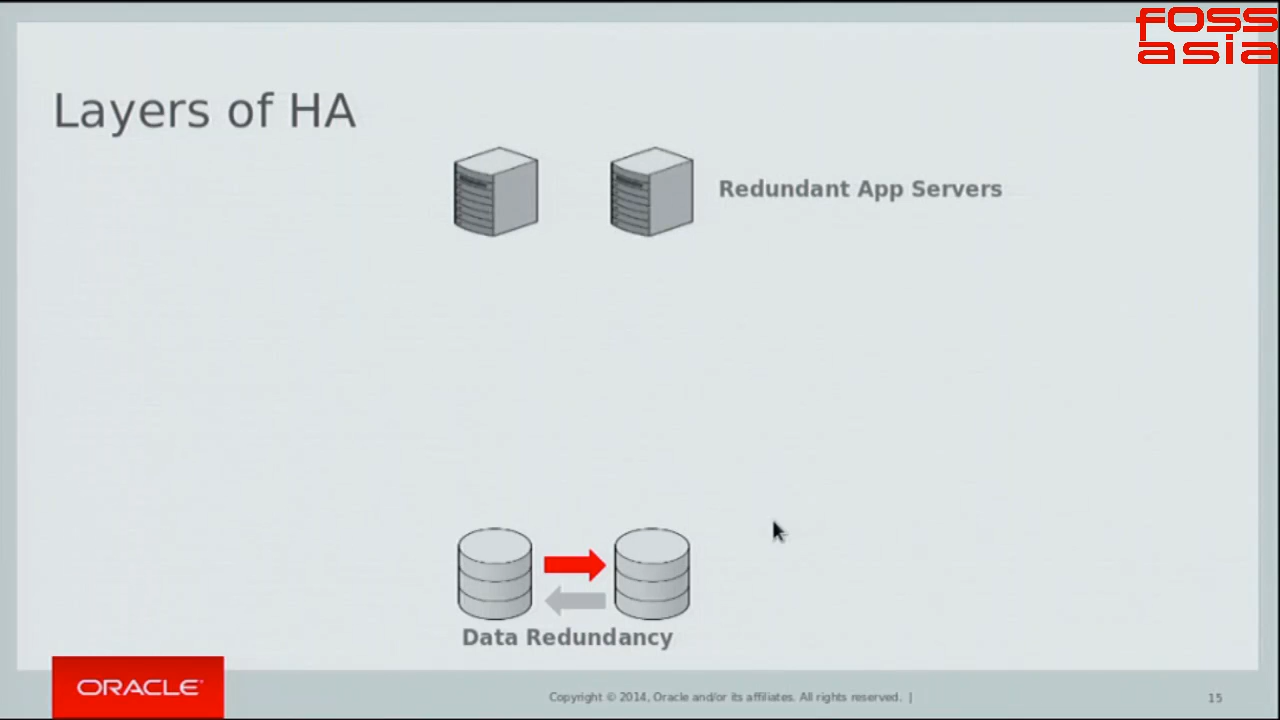 FOSS
asia
Layers of HA
Redundant App Servers
Data Redundancy
ORACLE
Copyright © 2014, Oracle and/or its affiliates. All rights reserved. |
15